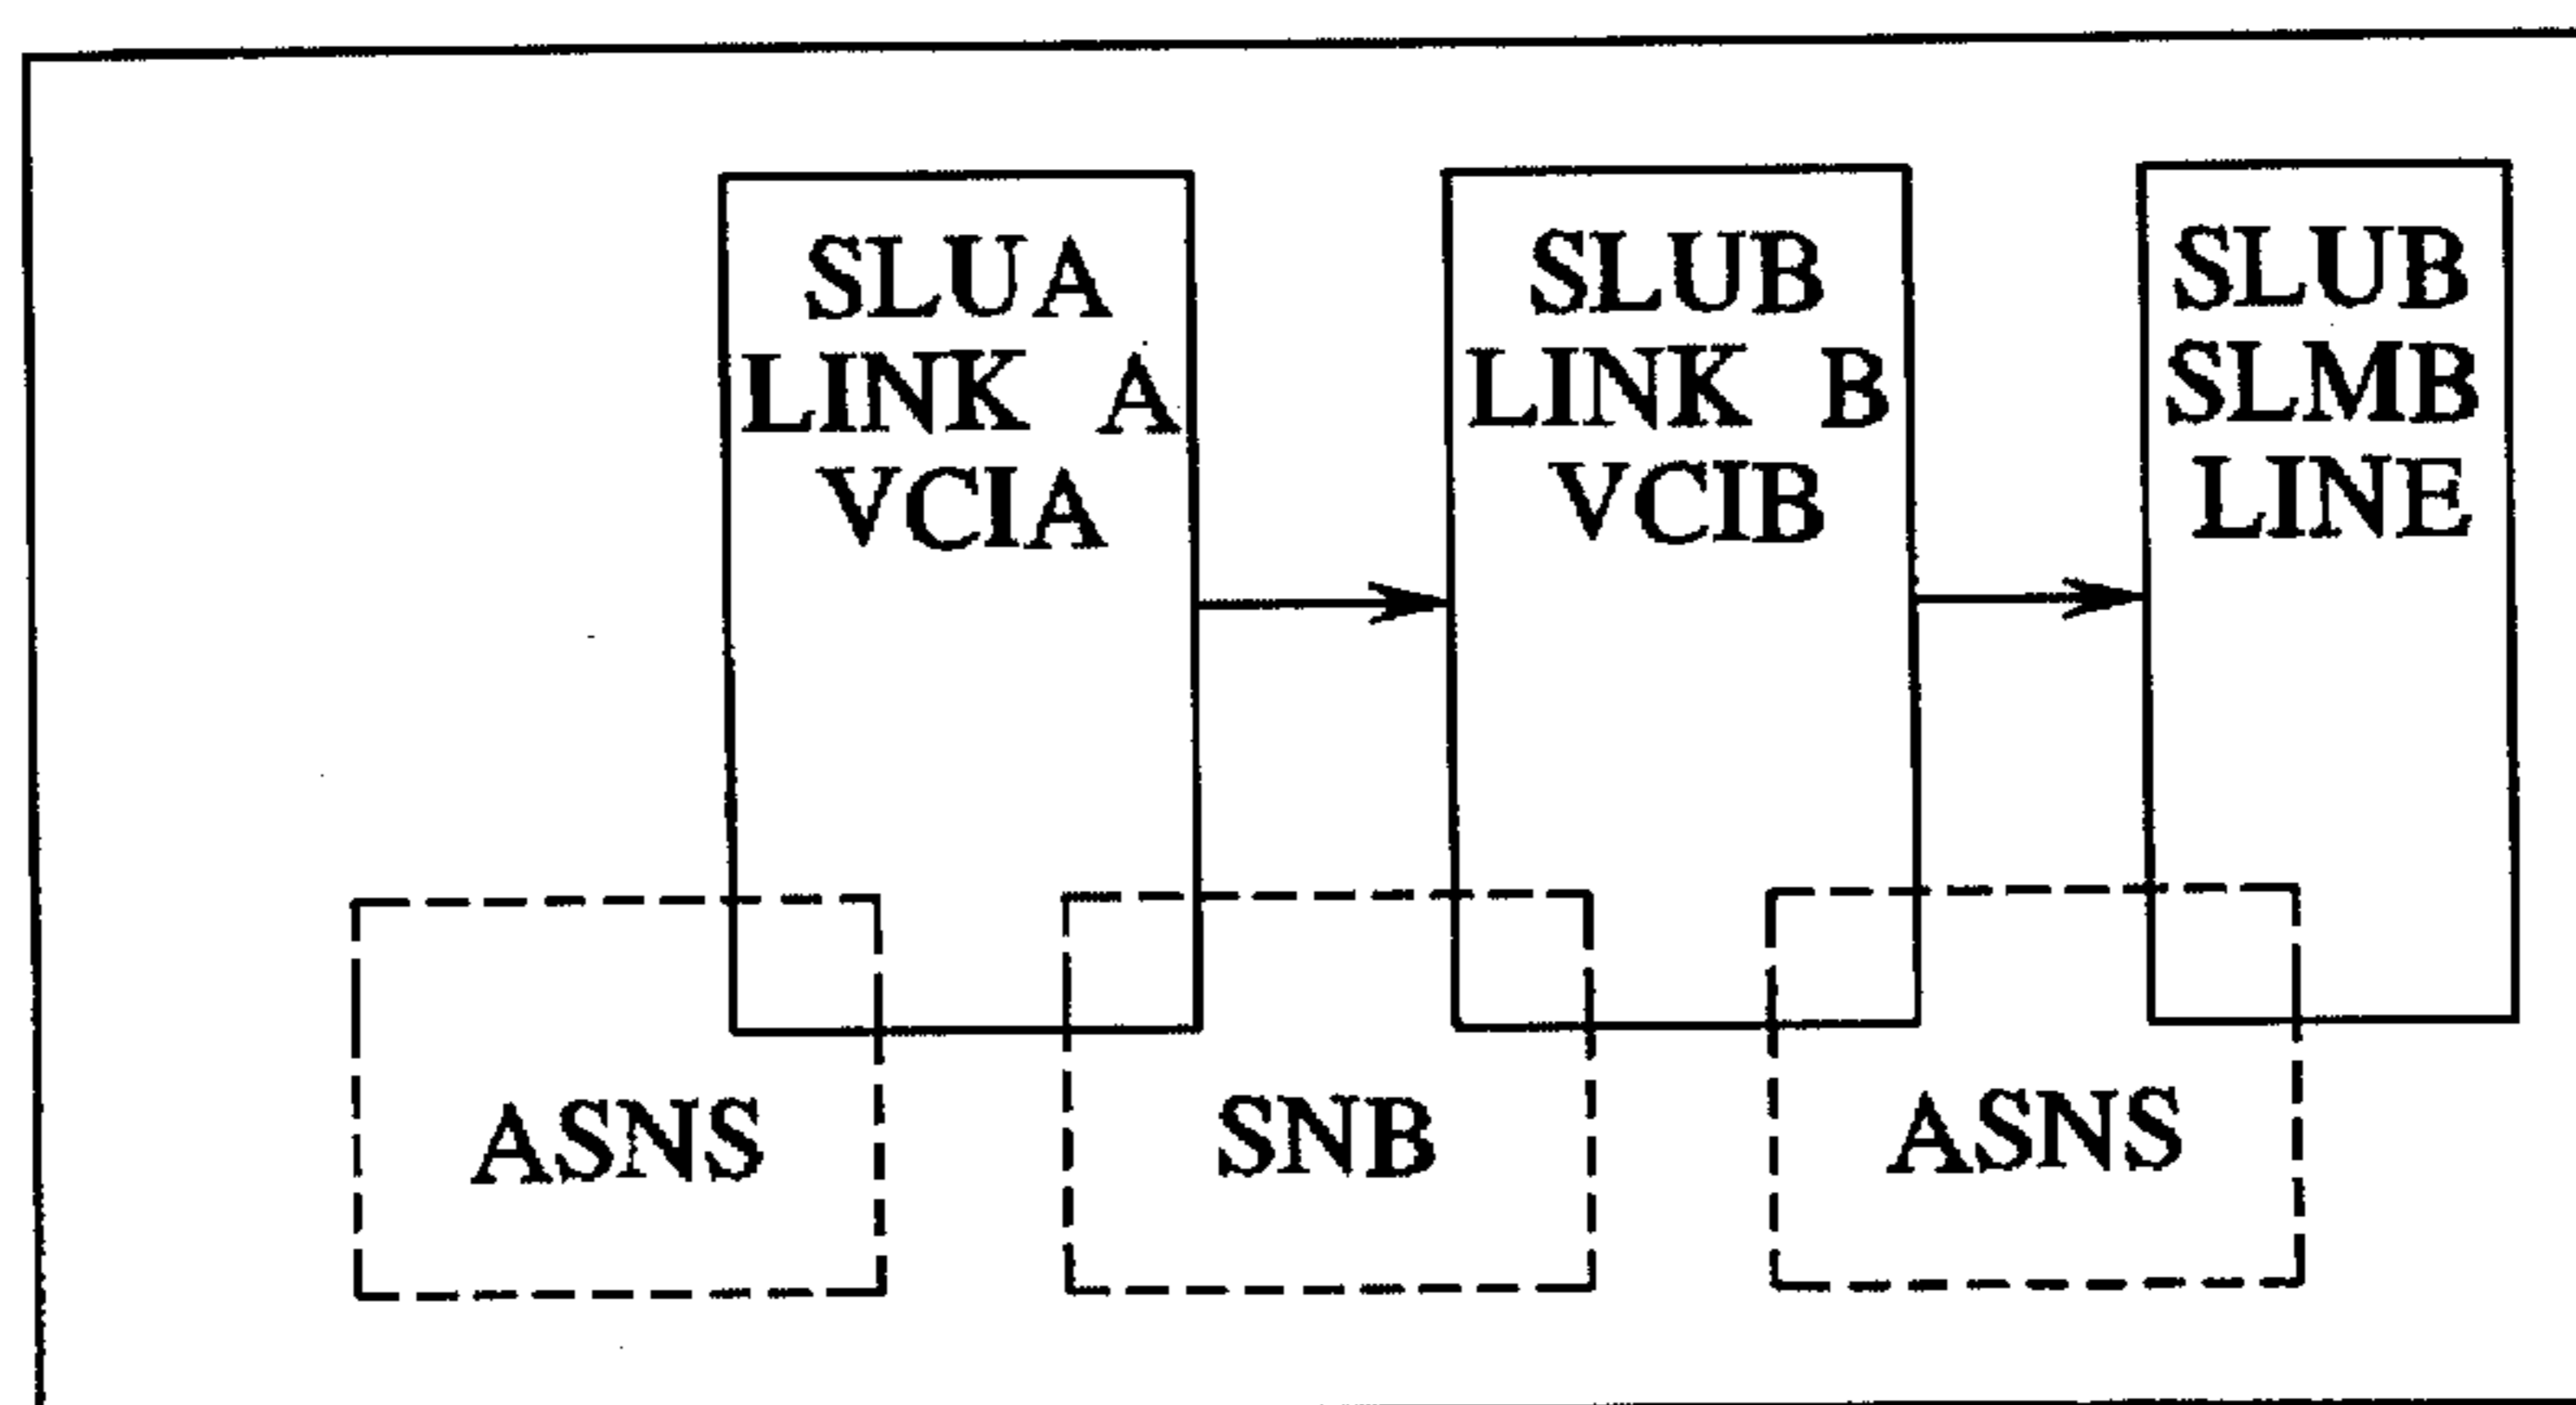 SLUA
LINK A
VCIA
SLUB
LINK B
VCIB
SLUB
SLMB
LINE
ASNS
SNB
ASNS